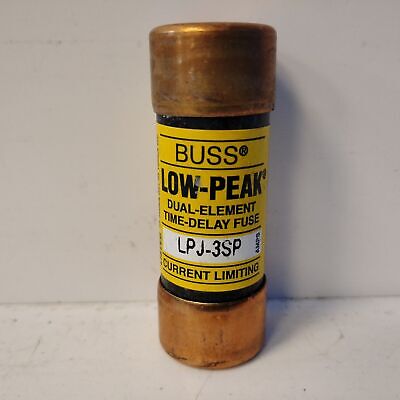 BUSS®
LOW-PEAK®
DUAL-ELEMENT
TIME-DELAY FUSE
LPJ-3SP
AMPS
CURRENT LIMITING